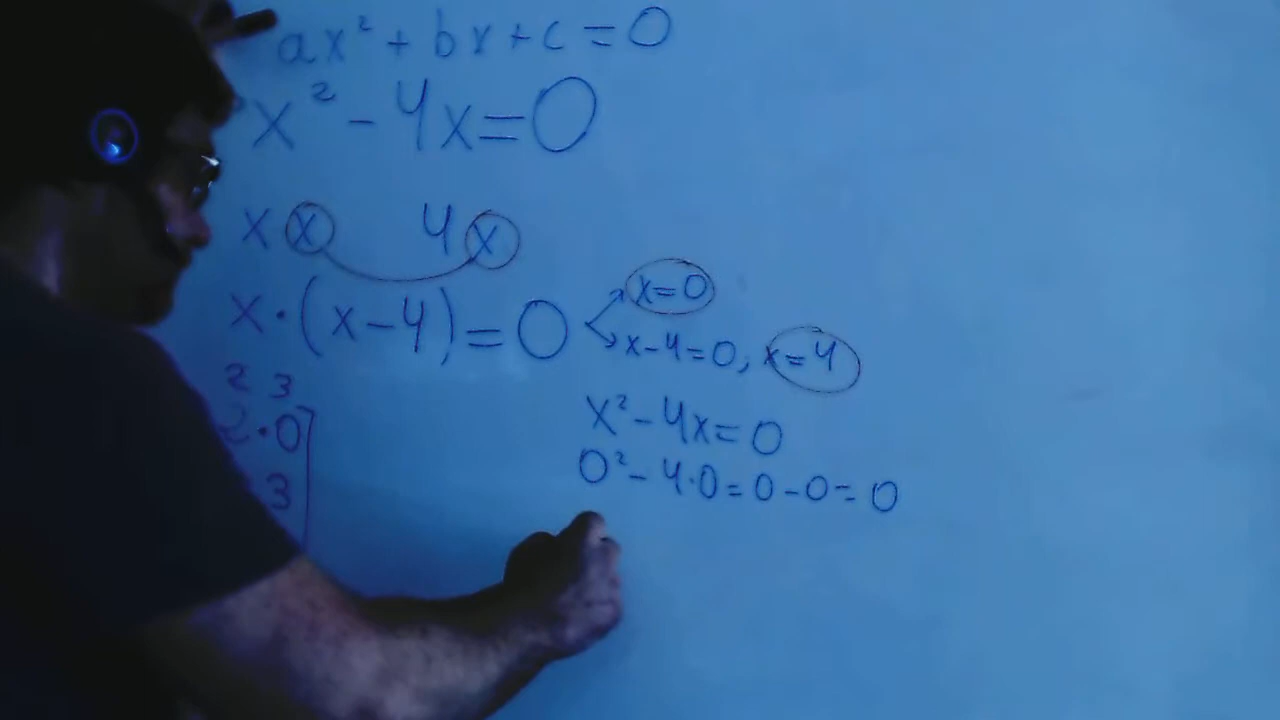 ax² + bx + c = 0
x² - 4x = 0
x x 4 x
x · (x - 4) = 0
x = 0
x - 4 = 0, x = 4
x² - 4x = 0
0² - 4·0 = 0 - 0 = 0
2 3
2 · 0
3